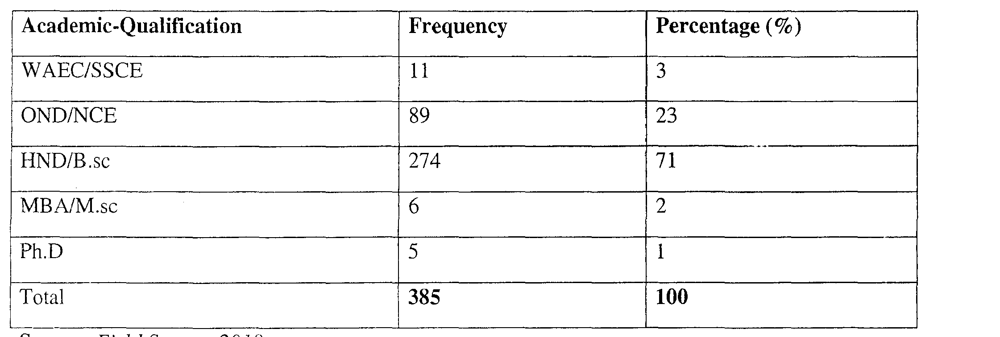 Academic-Qualification Frequency Percentage (%)
WAEC/SSCE 11 3
OND/NCE 89 23
HND/B.sc 274 71
MBA/M.sc 6 2
Ph.D 5 1
Total 385 100